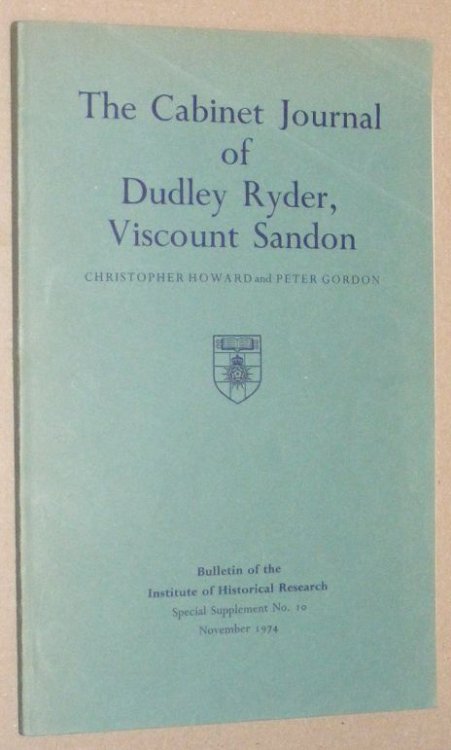 The Cabinet Journal
of
Dudley Ryder,
Viscount Sandon
CHRISTOPHER HOWARD and PETER GORDON
Bulletin of the
Institute of Historical Research
Special Supplement No. 10
November 1974